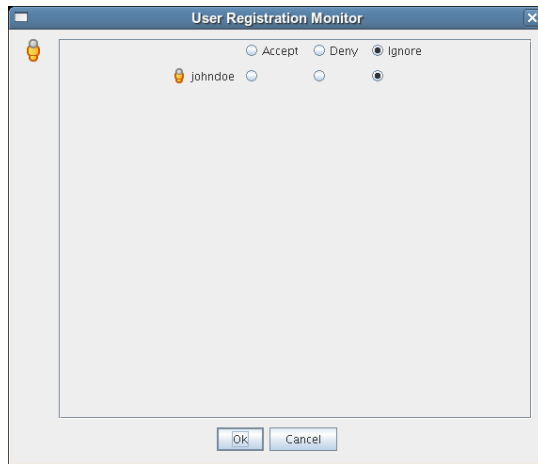 User Registration Monitor
Accept Deny Ignore
johndoe
Ok Cancel